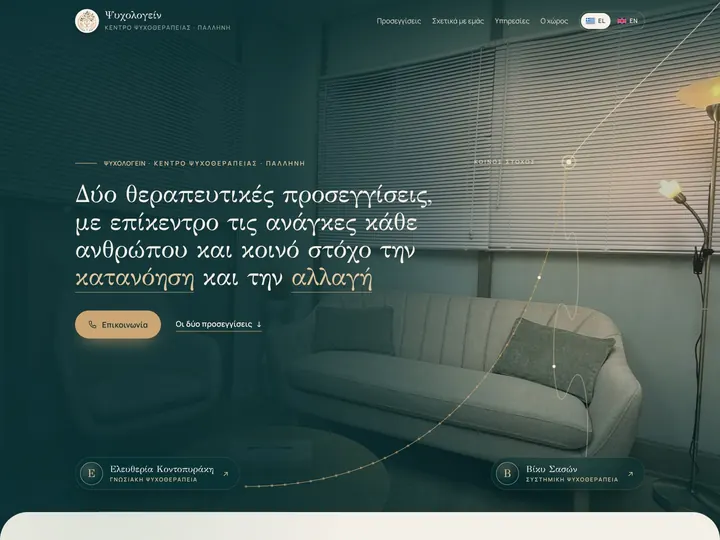 Ψυχολογείν
ΚΕΝΤΡΟ ΨΥΧΟΘΕΡΑΠΕΙΑΣ · ΠΑΛΛΗΝΗ
Προσεγγίσεις Σχετικά με εμάς Υπηρεσίες Ο χώρος EL EN
ΨΥΧΟΛΟΓΕΙΝ · ΚΕΝΤΡΟ ΨΥΧΟΘΕΡΑΠΕΙΑΣ · ΠΑΛΛΗΝΗ
ΚΟΙΝΟΣ ΣΤΟΧΟΣ
Δύο θεραπευτικές προσεγγίσεις,
με επίκεντρο τις ανάγκες κάθε
ανθρώπου και κοινό στόχο την
κατανόηση και την αλλαγή
Επικοινωνία Οι δύο προσεγγίσεις ↓
Ε Ελευθερία Κοντοπυράκη ↗
ΓΝΩΣΙΑΚΗ ΨΥΧΟΘΕΡΑΠΕΙΑ
Β Βίκυ Σασών ↗
ΣΥΣΤΗΜΙΚΗ ΨΥΧΟΘΕΡΑΠΕΙΑ